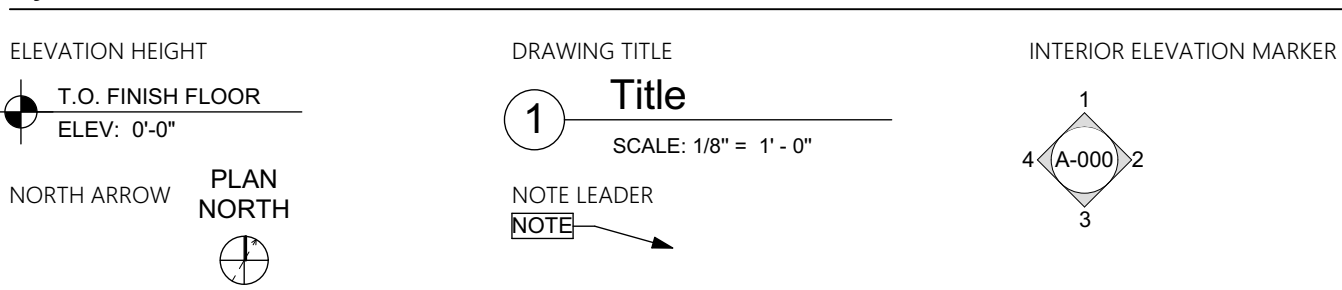 ELEVATION HEIGHT
T.O. FINISH FLOOR
ELEV: 0'-0"
NORTH ARROW
PLAN
NORTH
DRAWING TITLE
1
Title
SCALE: 1/8" = 1' - 0"
NOTE LEADER
NOTE
INTERIOR ELEVATION MARKER
1
4
A-000
2
3